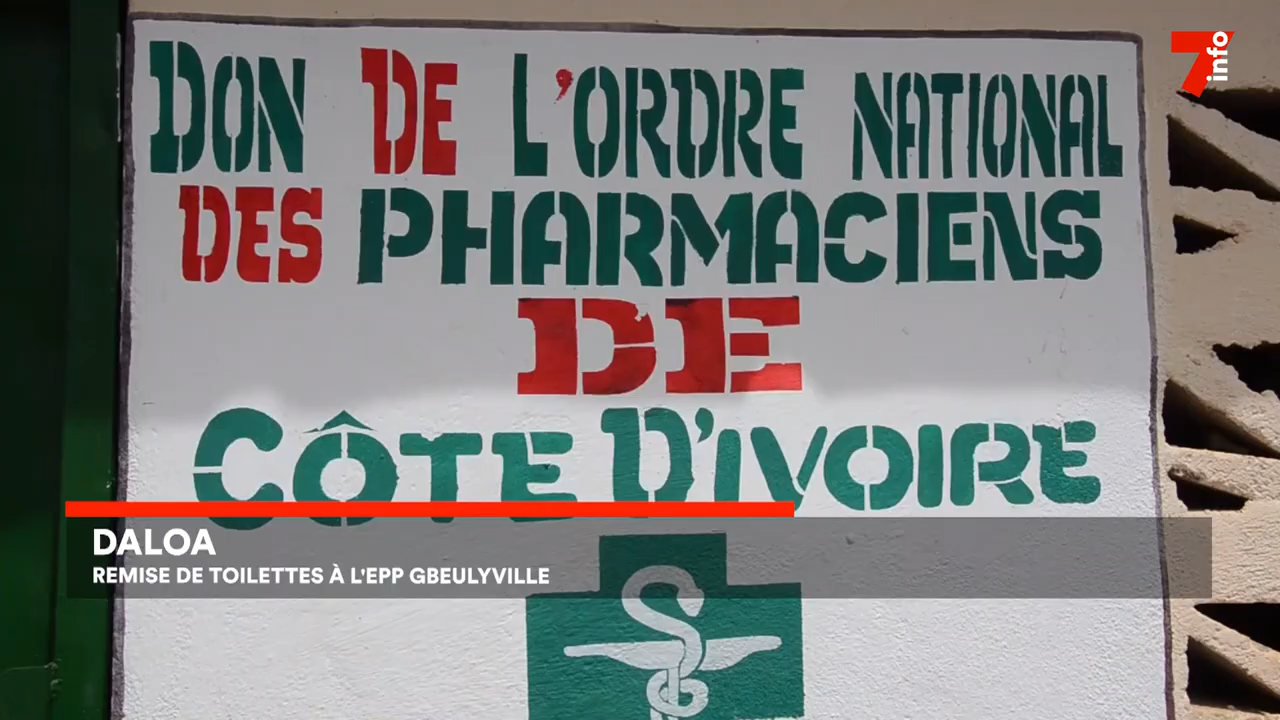 DON DE L'ORDRE NATIONAL
DES PHARMACIENS
DE
CÔTE D'IVOIRE
DALOA
REMISE DE TOILETTES À L'EPP GBEULYVILLE
7info